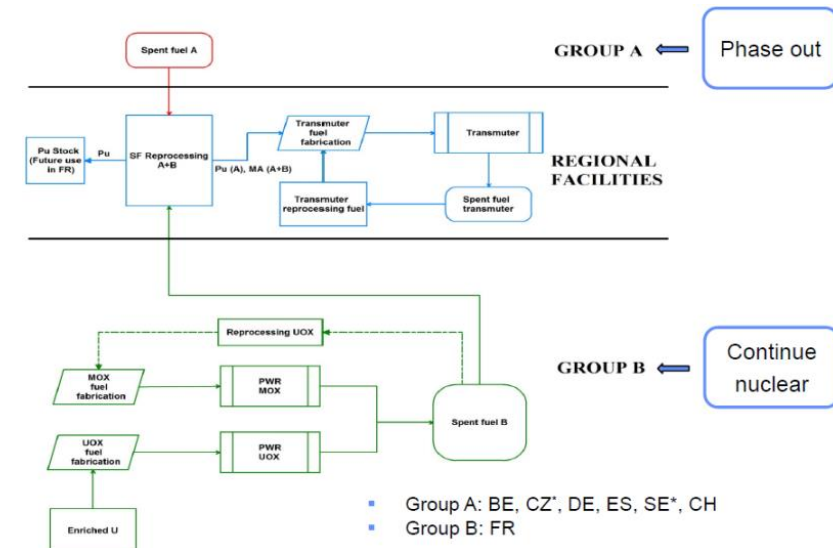 Spent fuel A
GROUP A
Phase out
Pu Stock
(Future use
in FR)
Pu
SF Reprocessing
A+B
Pu (A), MA (A+B)
Transmuter
fuel
fabrication
Transmuter
Transmuter
reprocessing fuel
Spent fuel
transmuter
REGIONAL
FACILITIES
Reprocessing UOX
MOX
fuel
fabrication
PWR
MOX
UOX
fuel
fabrication
PWR
UOX
Spent fuel B
Enriched U
GROUP B
Continue
nuclear
Group A: BE, CZ*, DE, ES, SE*, CH
Group B: FR